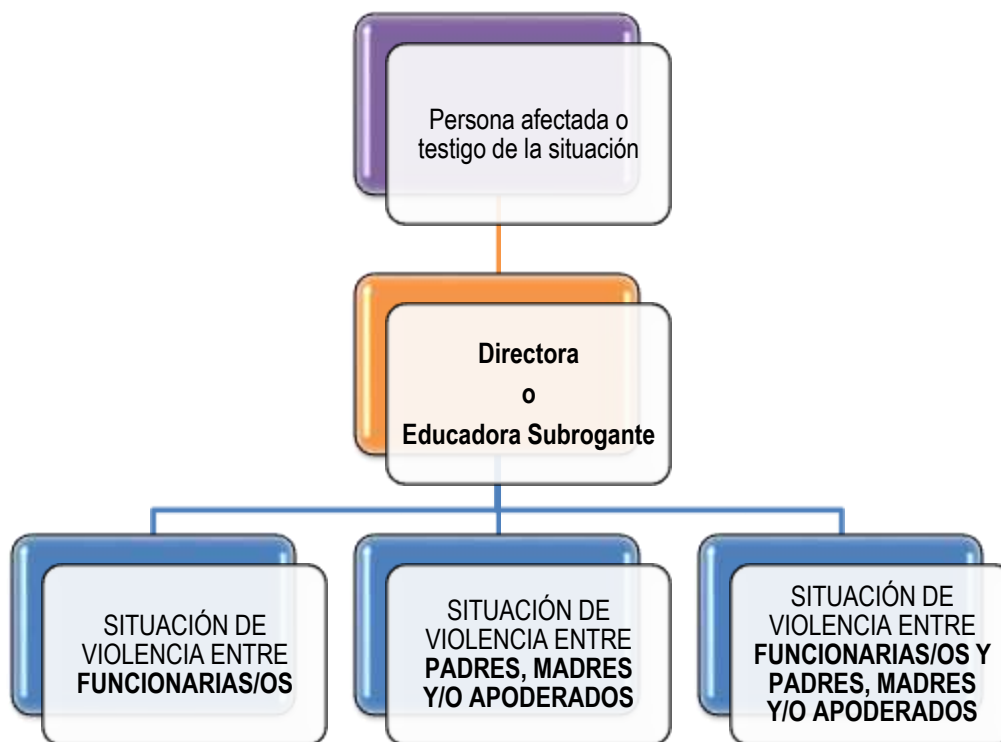 Persona afectada o
testigo de la situación
Directora
o
Educadora Subrogante
SITUACIÓN DE
VIOLENCIA ENTRE
FUNCIONARIAS/OS
SITUACIÓN DE
VIOLENCIA ENTRE
PADRES, MADRES
Y/O APODERADOS
SITUACIÓN DE
VIOLENCIA ENTRE
FUNCIONARIAS/OS Y
PADRES, MADRES
Y/O APODERADOS